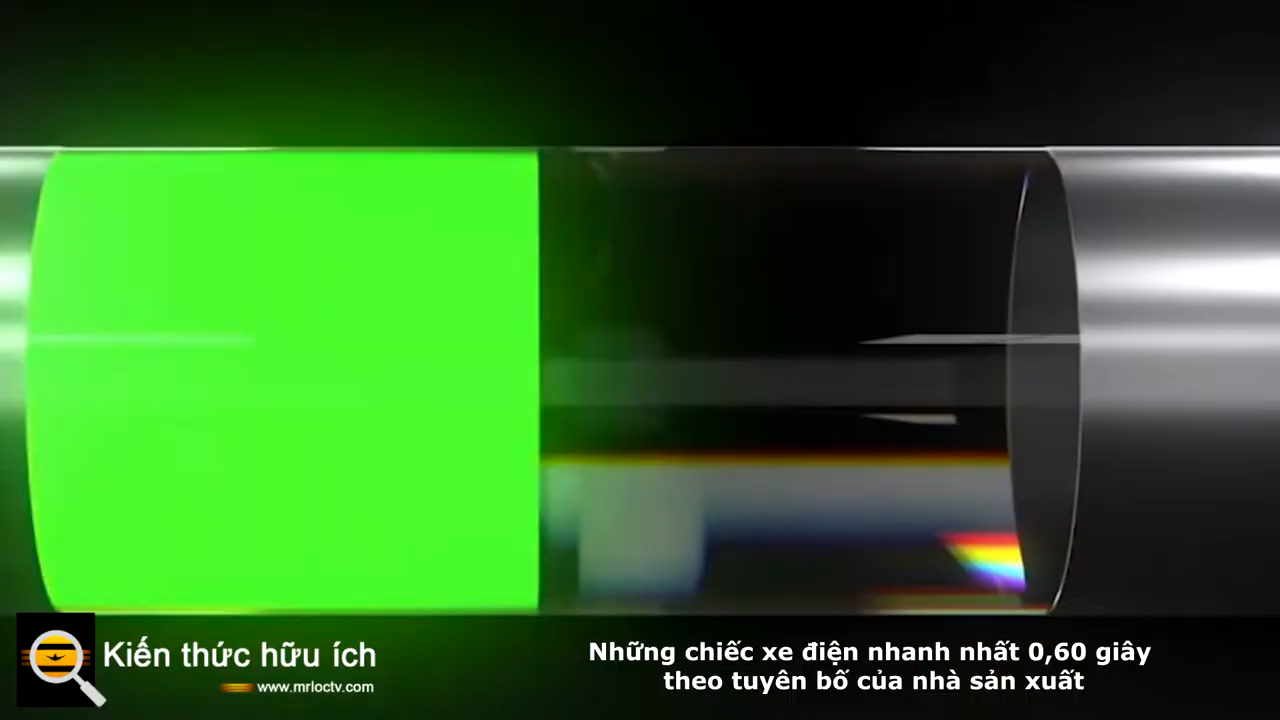 Kiến thức hữu ích
www.mrloctv.com
Những chiếc xe điện nhanh nhất 0,60 giây
theo tuyên bố của nhà sản xuất